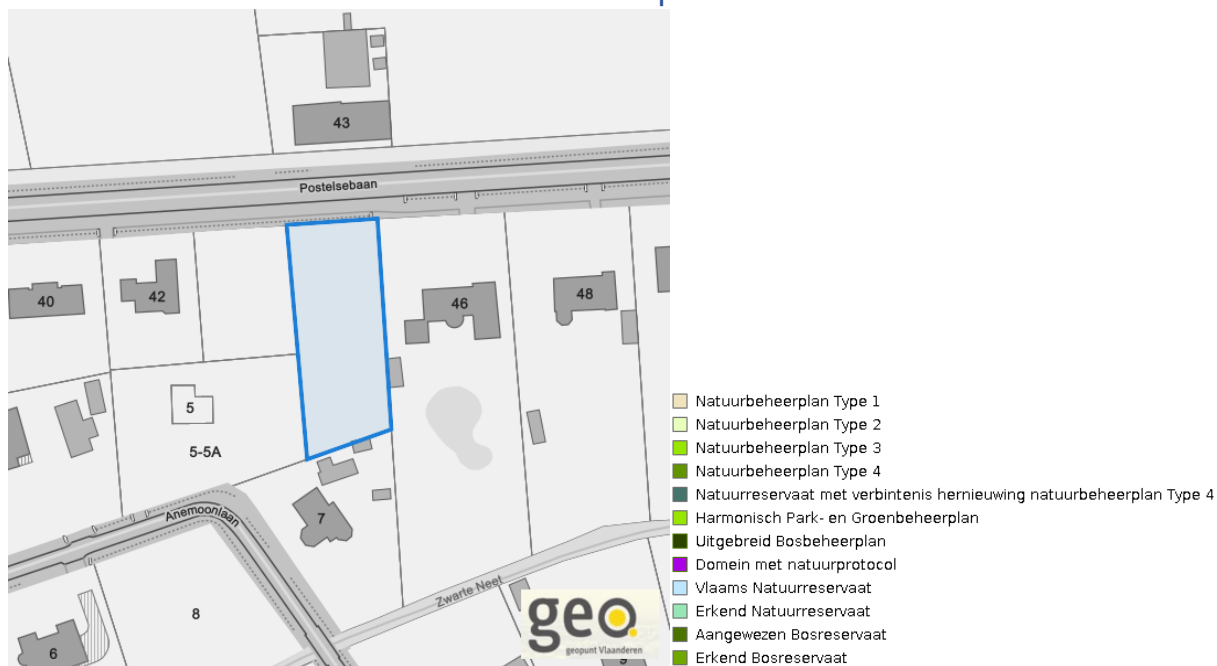 43
Postelsebaan
40
42
46
48
5
5-5A
7
Anemoonlaan
Zwarte Neet
8
6
9
geo.
geopunt Vlaanderen
Natuurbeheerplan Type 1
Natuurbeheerplan Type 2
Natuurbeheerplan Type 3
Natuurbeheerplan Type 4
Natuurreservaat met verbintenis hernieuwing natuurbeheerplan Type 4
Harmonisch Park- en Groenbeheerplan
Uitgebreid Bosbeheerplan
Domein met natuurprotocol
Vlaams Natuurreservaat
Erkend Natuurreservaat
Aangewezen Bosreservaat
Erkend Bosreservaat